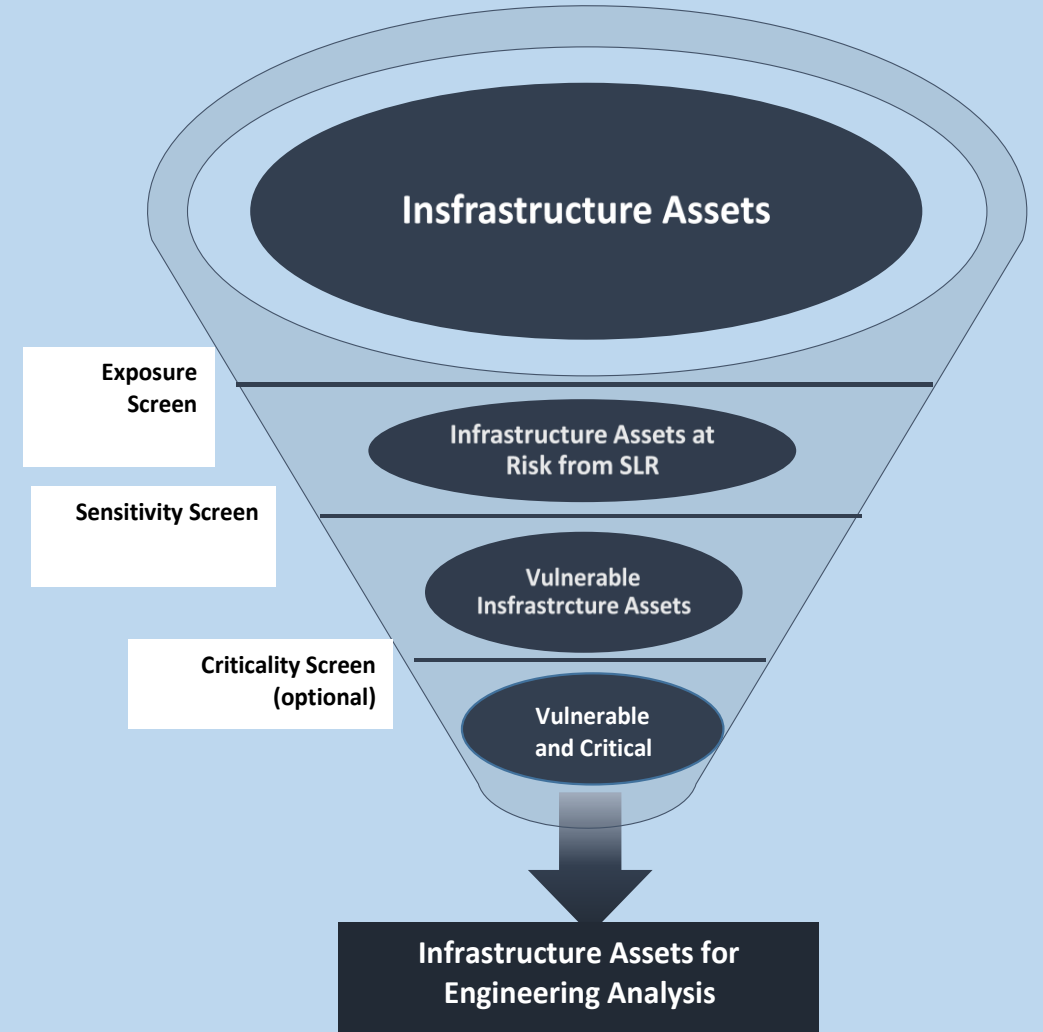 Insfrastructure Assets
Exposure
Screen
Infrastructure Assets at
Risk from SLR
Sensitivity Screen
Vulnerable
Insfrastrcture Assets
Criticality Screen
(optional)
Vulnerable
and Critical
Infrastructure Assets for
Engineering Analysis